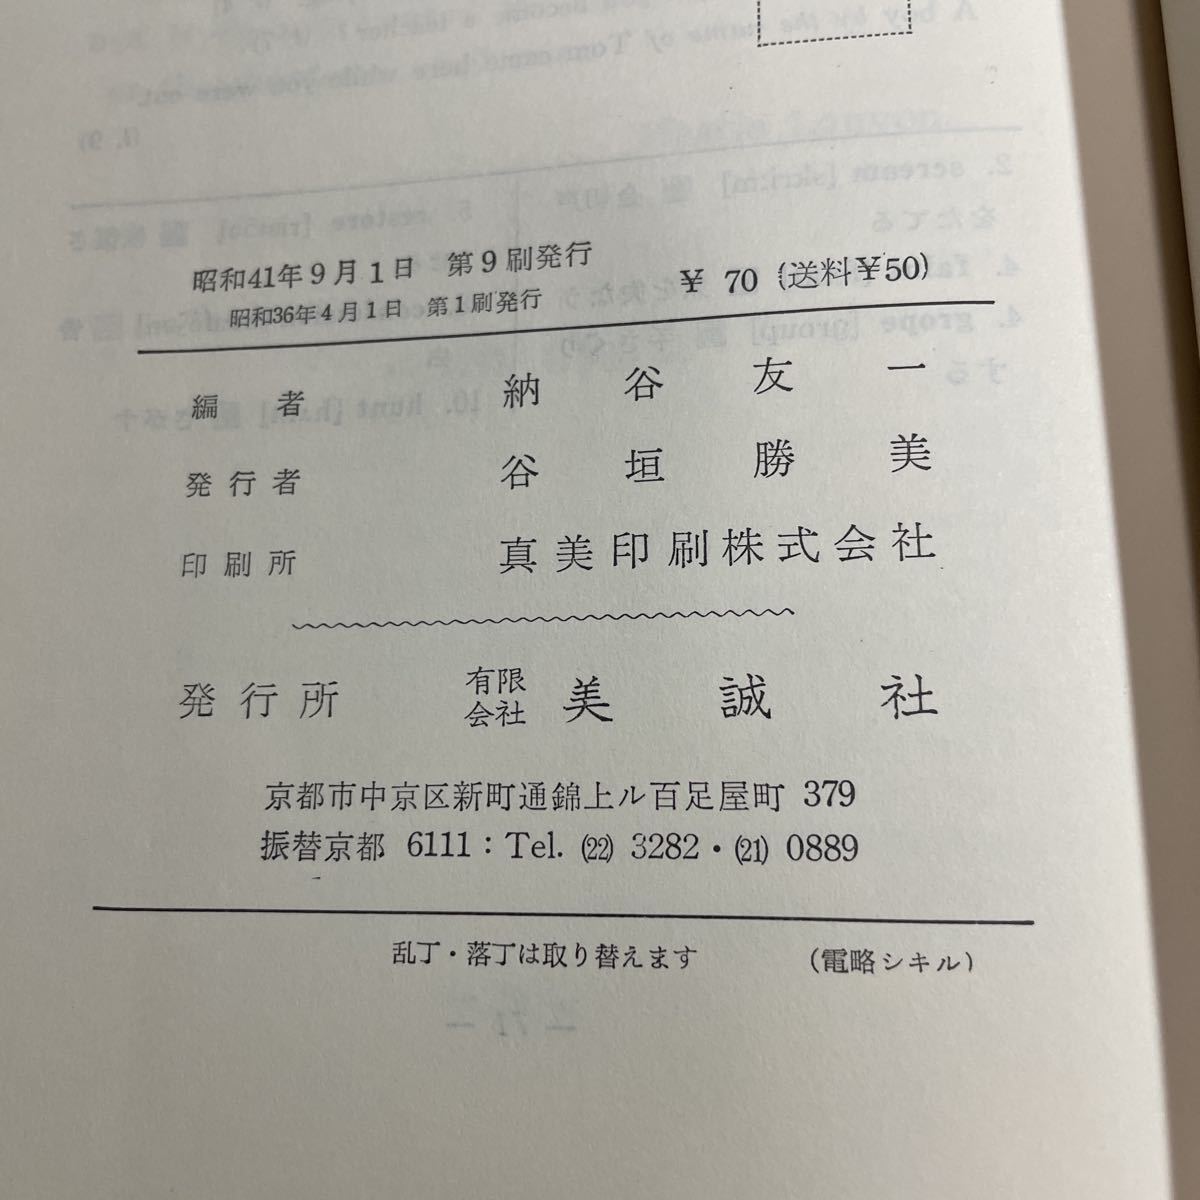 昭和41年9月1日 第9刷発行
昭和36年4月1日 第1刷発行
¥ 70 (送料¥50)
編者 納谷友一
発行者 谷垣勝美
印刷所 真美印刷株式会社
発行所 有限会社 美誠社
京都市中京区新町通錦上ル百足屋町 379
振替京都 6111 : Tel. (22) 3282・(21) 0889
乱丁・落丁は取り替えます (電略シキル)